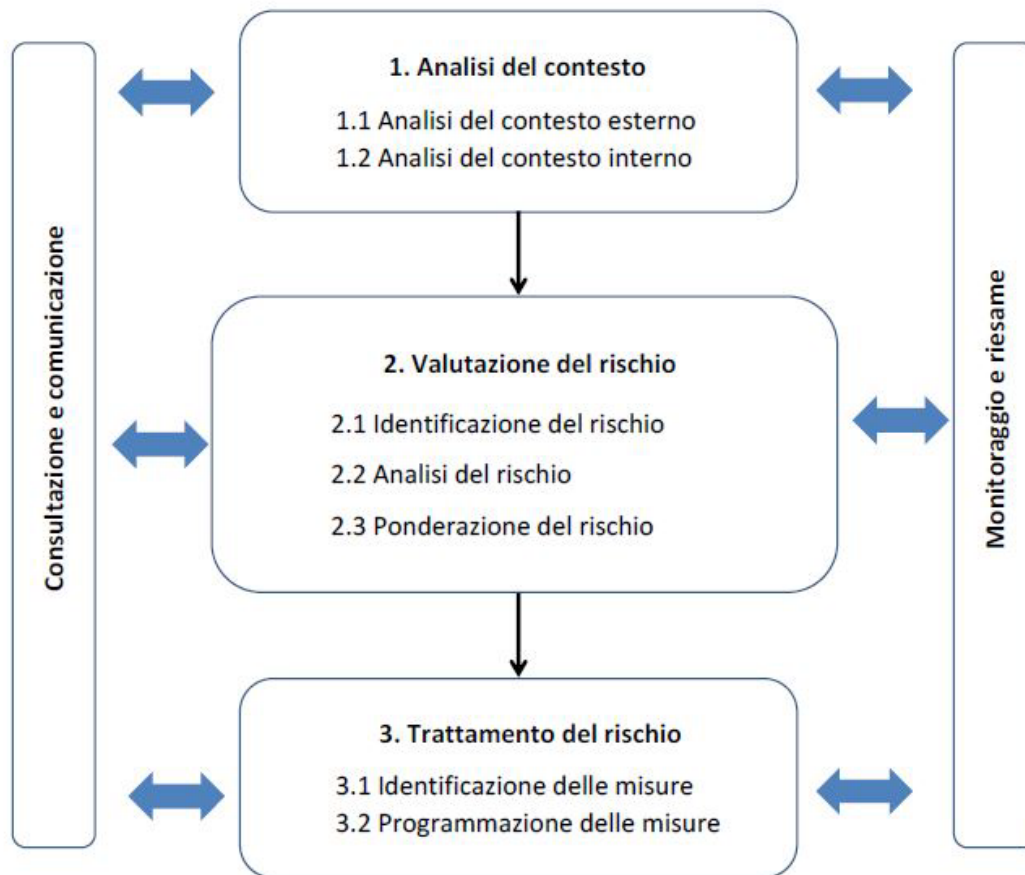 Consultazione e comunicazione
1. Analisi del contesto
1.1 Analisi del contesto esterno
1.2 Analisi del contesto interno
2. Valutazione del rischio
2.1 Identificazione del rischio
2.2 Analisi del rischio
2.3 Ponderazione del rischio
3. Trattamento del rischio
3.1 Identificazione delle misure
3.2 Programmazione delle misure
Monitoraggio e riesame